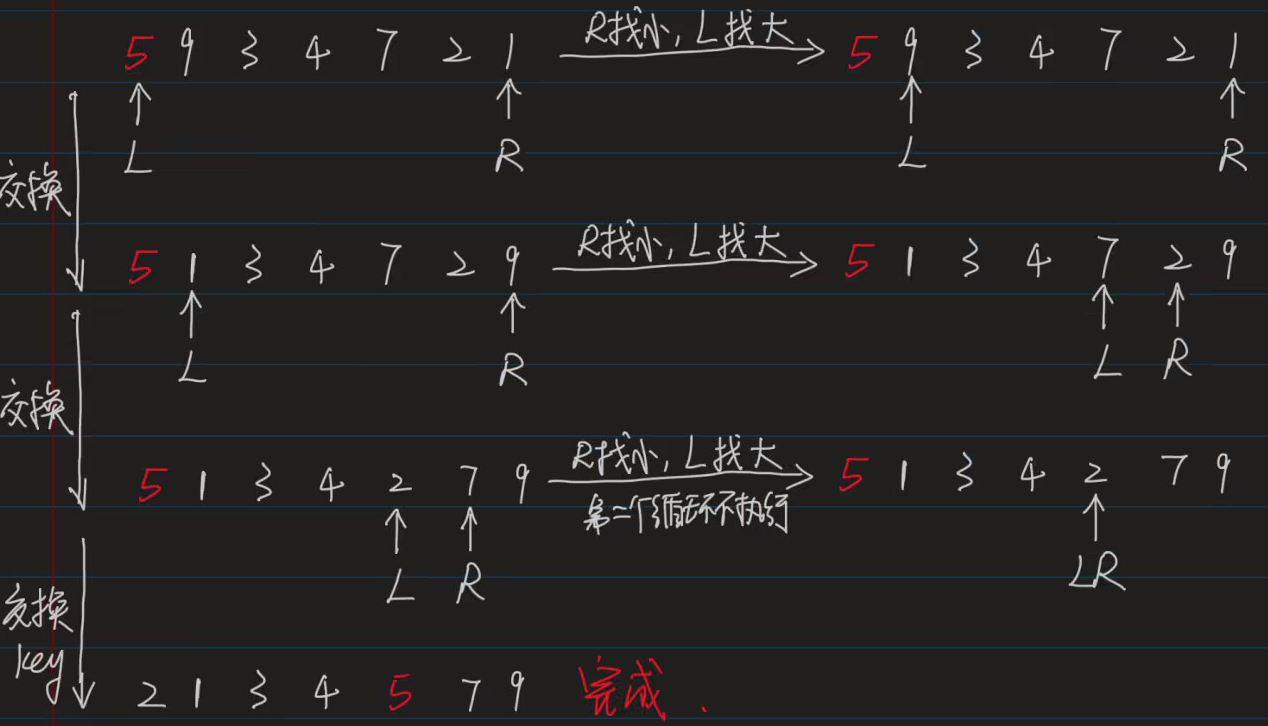 5 9 3 4 7 2 1 R找小, L找大 5 9 3 4 7 2 1
L R L R
交换
5 1 3 4 7 2 9 R找小, L找大 5 1 3 4 7 2 9
L R L R
交换
5 1 3 4 2 7 9 R找小, L找大 5 1 3 4 2 7 9
第二个循环不执行
L R LR
交换
key
2 1 3 4 5 7 9 完成.